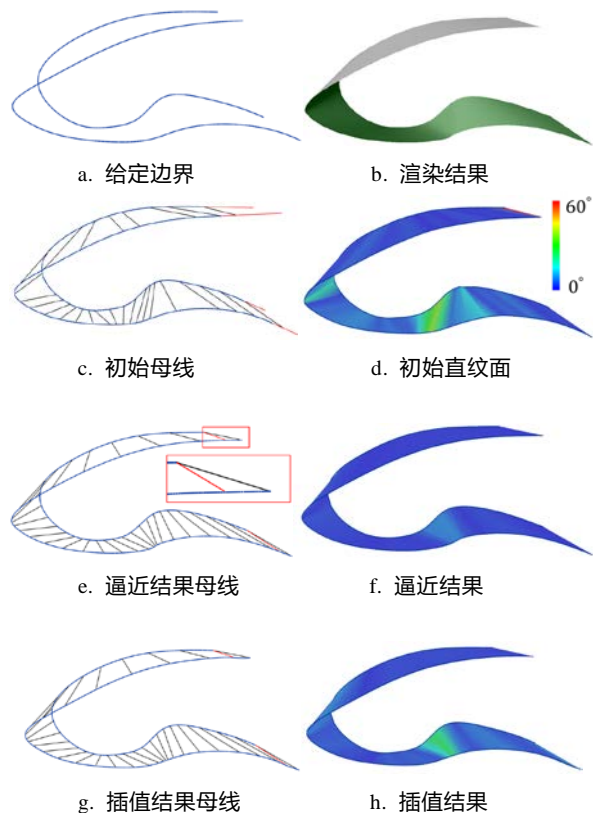 a. 给定边界
b. 渲染结果
60°
0°
c. 初始母线
d. 初始直纹面
e. 逼近结果母线
f. 逼近结果
g. 插值结果母线
h. 插值结果